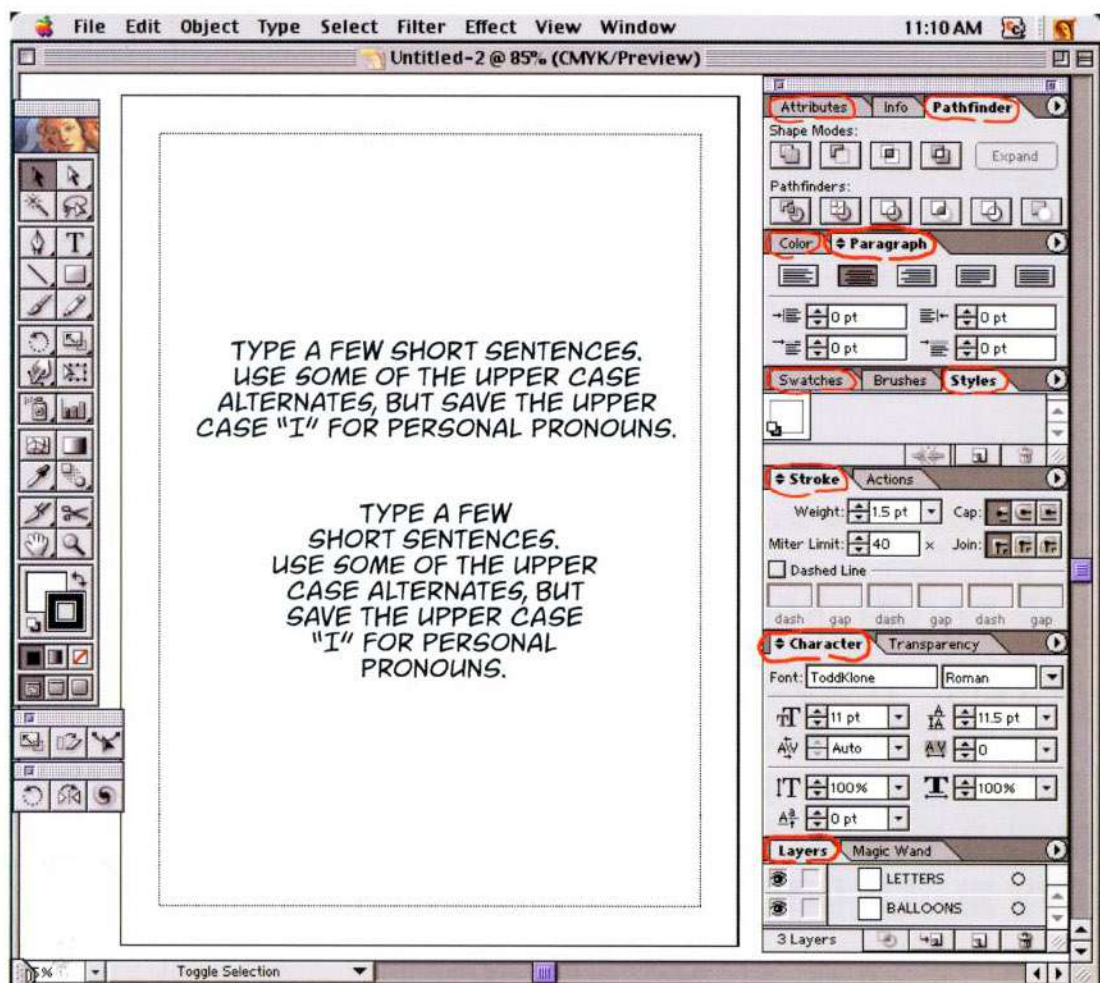 File Edit Object Type Select Filter Effect View Window 11:10 AM
Untitled-2 @ 85% (CMYK/Preview)
Attributes Info Pathfinder
Shape Modes:
Expand
Pathfinders:
Color Paragraph
0 pt 0 pt
0 pt 0 pt
Swatches Brushes Styles
Stroke Actions
Weight: 1.5 pt Cap:
Miter Limit: 40 x Join:
Dashed Line
dash gap dash gap dash gap
Character Transparency
Font: ToddKlone Roman
11 pt 11.5 pt
Auto 0
100% 100%
0 pt
Layers Magic Wand
LETTERS
BALLOONS
3 Layers
TYPE A FEW SHORT SENTENCES.
USE SOME OF THE UPPER CASE
ALTERNATES, BUT SAVE THE UPPER
CASE "I" FOR PERSONAL PRONOUNS.
TYPE A FEW
SHORT SENTENCES.
USE SOME OF THE UPPER
CASE ALTERNATES, BUT
SAVE THE UPPER CASE
"I" FOR PERSONAL
PRONOUNS.
Toggle Selection